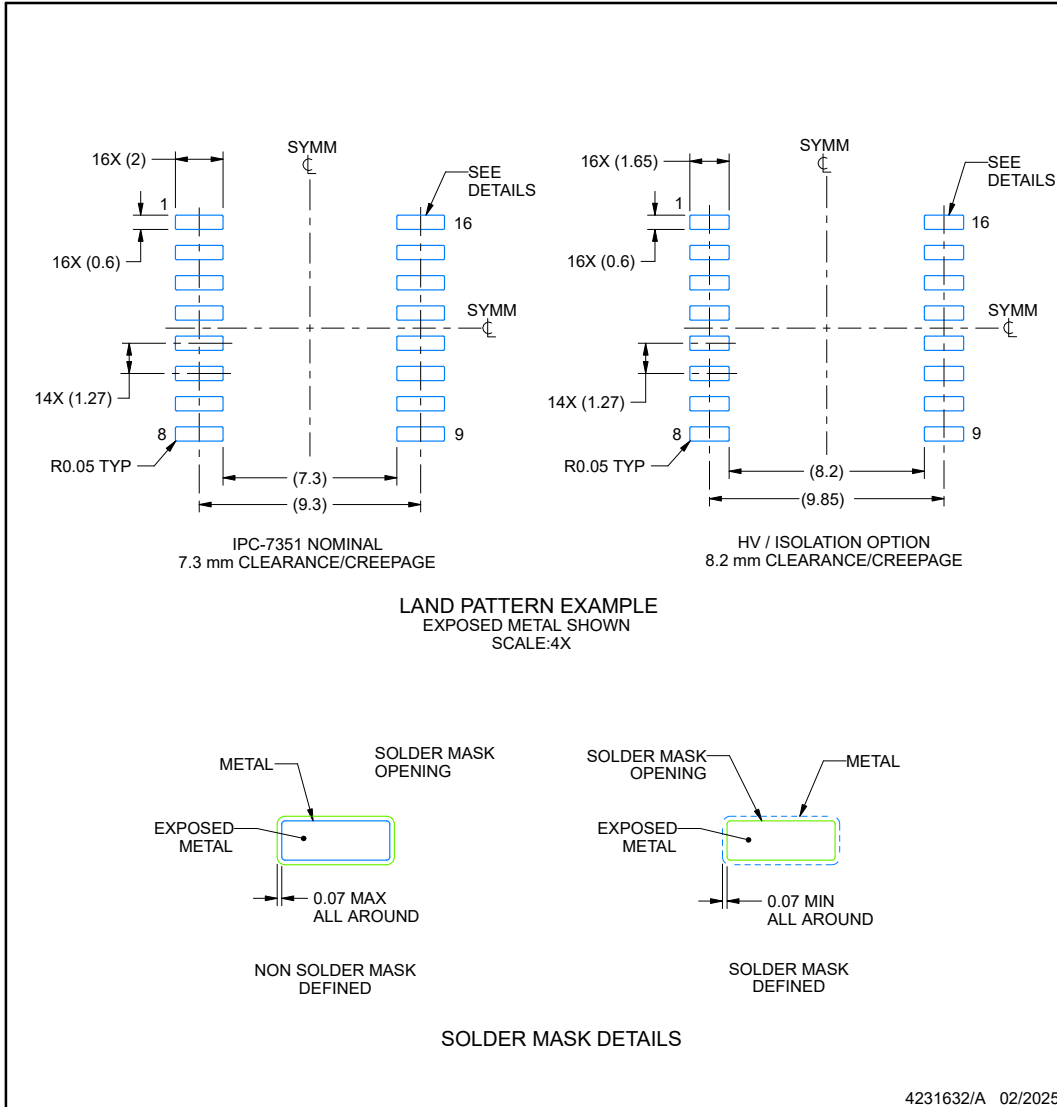 SYMM
℄
16X (2)
SEE
DETAILS
1
16
16X (0.6)
SYMM
℄
14X (1.27)
8
9
R0.05 TYP
(7.3)
(9.3)
IPC-7351 NOMINAL
7.3 mm CLEARANCE/CREEPAGE
SYMM
℄
16X (1.65)
SEE
DETAILS
1
16
16X (0.6)
SYMM
℄
14X (1.27)
8
9
R0.05 TYP
(8.2)
(9.85)
HV / ISOLATION OPTION
8.2 mm CLEARANCE/CREEPAGE
LAND PATTERN EXAMPLE
EXPOSED METAL SHOWN
SCALE:4X
METAL
SOLDER MASK
OPENING
EXPOSED
METAL
0.07 MAX
ALL AROUND
NON SOLDER MASK
DEFINED
SOLDER MASK
OPENING
METAL
EXPOSED
METAL
0.07 MIN
ALL AROUND
SOLDER MASK
DEFINED
SOLDER MASK DETAILS
4231632/A 02/2025